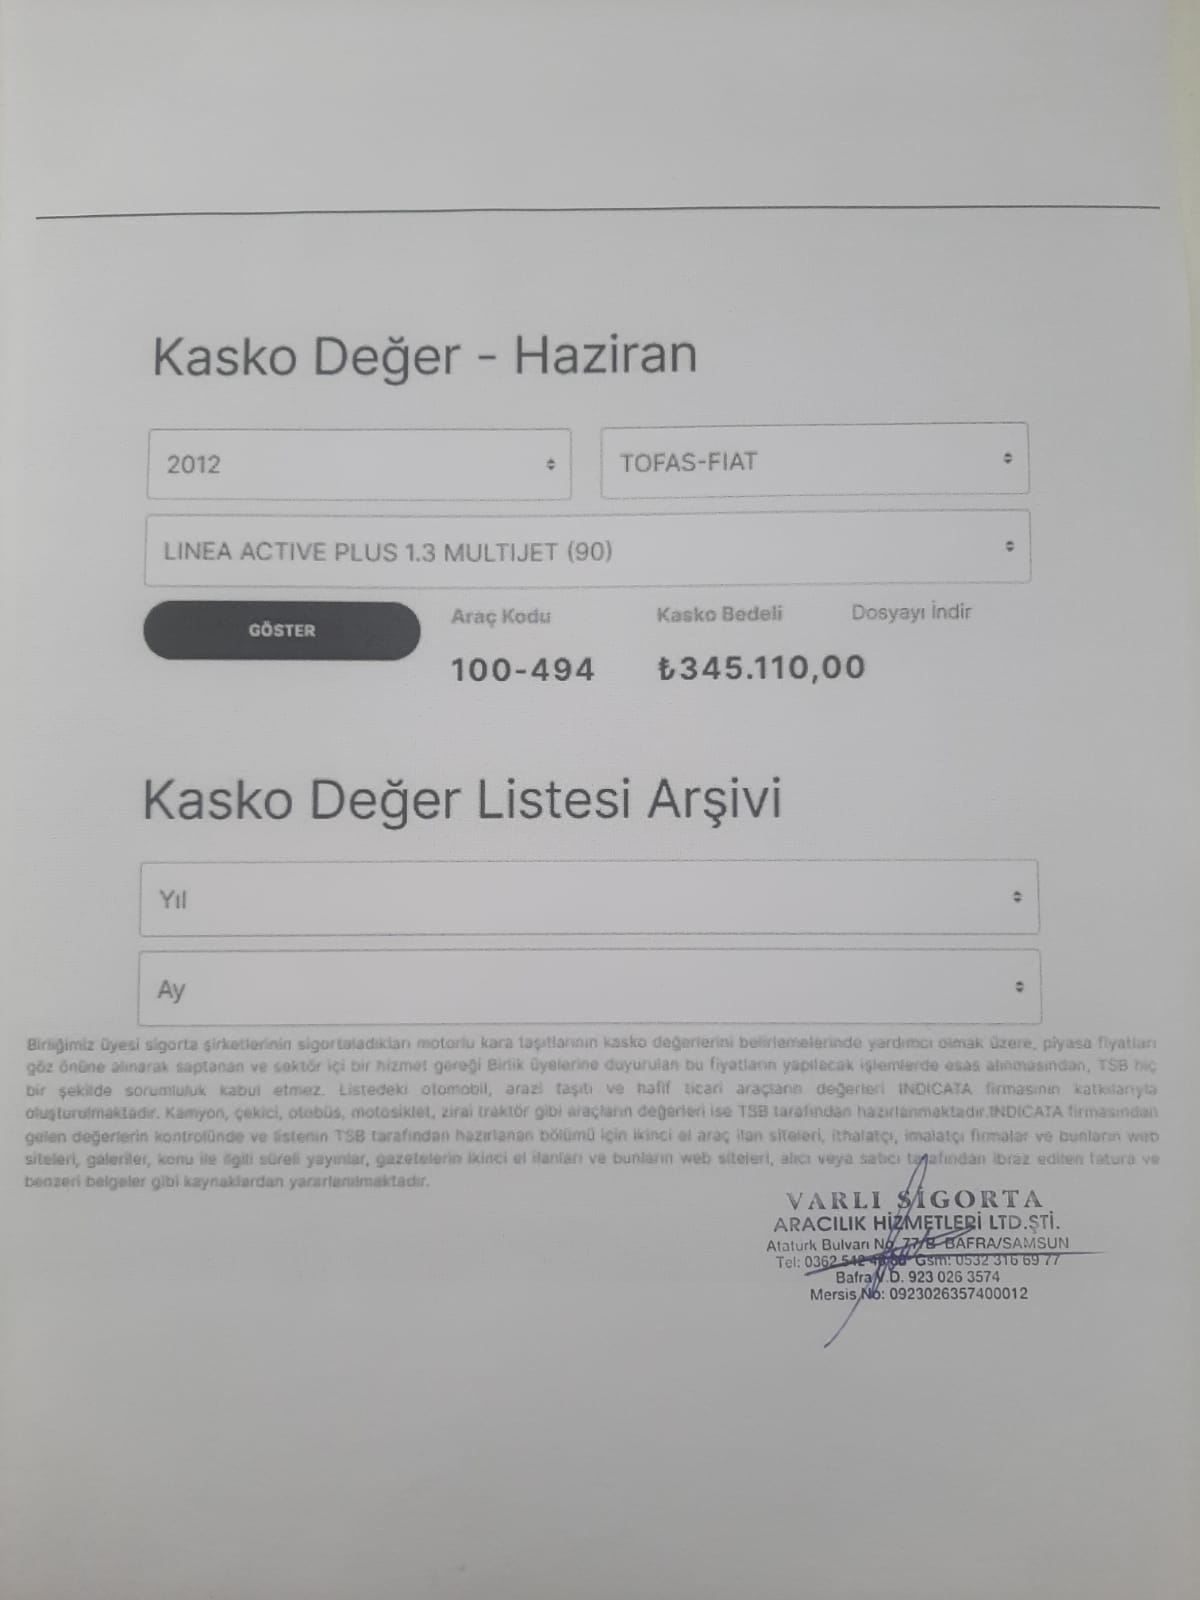 Kasko Değer - Haziran
2012
TOFAS-FIAT
LINEA ACTIVE PLUS 1.3 MULTIJET (90)
GÖSTER
Araç Kodu
Kasko Bedeli
Dosyayı İndir
100-494
₺345.110,00
Kasko Değer Listesi Arşivi
Yıl
Ay
Birliğimiz üyesi sigorta şirketlerinin sigortaladıkları motorlu kara taşıtlarının kasko değerlerini belirlemelerinde yardımcı olmak üzere, piyasa fiyatları
göz önüne alınarak saptanan ve sektör içi bir hizmet gereği Birlik üyelerine duyurulan bu fiyatların yapılacak işlemlerde esas alınmasından, TSB hiç
bir şekilde sorumluluk kabul etmez. Listedeki otomobil, arazi taşıtı ve hafif ticari araçların değerleri INDICATA firmasının katkılarıyla
oluşturulmaktadır. Kamyon, çekici, otobüs, motosiklet, zirai traktör gibi araçların değerleri ise TSB tarafından hazırlanmaktadır.INDICATA firmasından
gelen değerlerin kontrolünde ve listenin TSB tarafından hazırlanan bölümü için ikinci el araç ilan siteleri, ithalatçı, imalatçı firmalar ve bunların web
siteleri, galeriler, konu ile ilgili süreli yayınlar, gazetelerin ikinci el ilanları ve bunların web siteleri, alıcı veya satıcı tarafından ibraz edilen fatura ve
benzeri belgeler gibi kaynaklardan yararlanılmaktadır.
VARLI SİGORTA
ARACILIK HİZMETLERİ LTD.ŞTİ.
Atatürk Bulvarı No. 77/B BAFRA/SAMSUN
Tel: 0362 542 Gsm: 0532 316 69 77
Bafra V.D. 923 026 3574
Mersis No: 0923026357400012